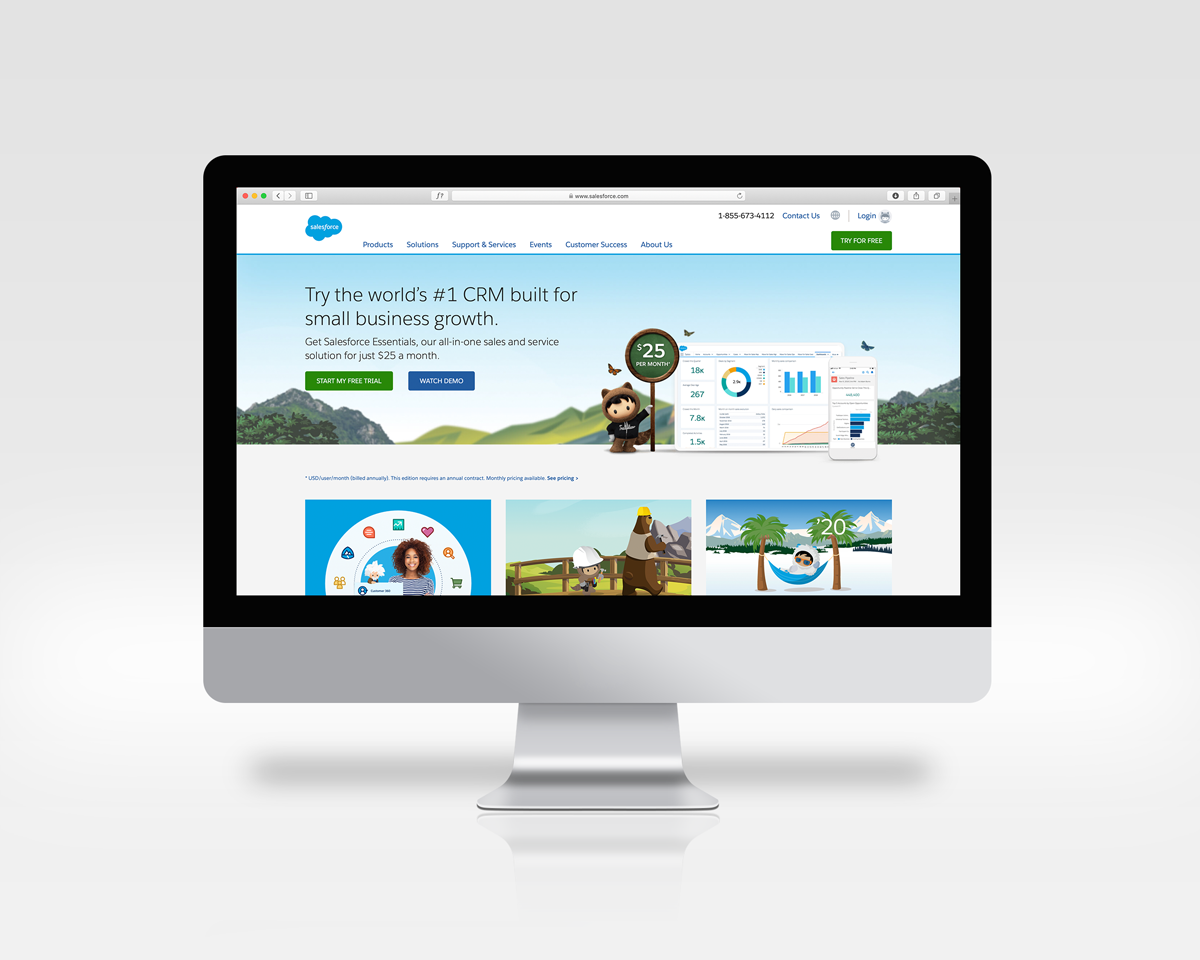 f?
www.salesforce.com
1-855-673-4112 Contact Us Login
salesforce
Products Solutions Support & Services Events Customer Success About Us
TRY FOR FREE
Try the world's #1 CRM built for
small business growth.
Get Salesforce Essentials, our all-in-one sales and service
solution for just $25 a month.
START MY FREE TRIAL WATCH DEMO
$25
PER MONTH*
18K
267
7.8K
1.5K
2.9k
* USD/user/month (billed annually). This edition requires an annual contract. Monthly pricing available. See pricing >
Customer 360
'20